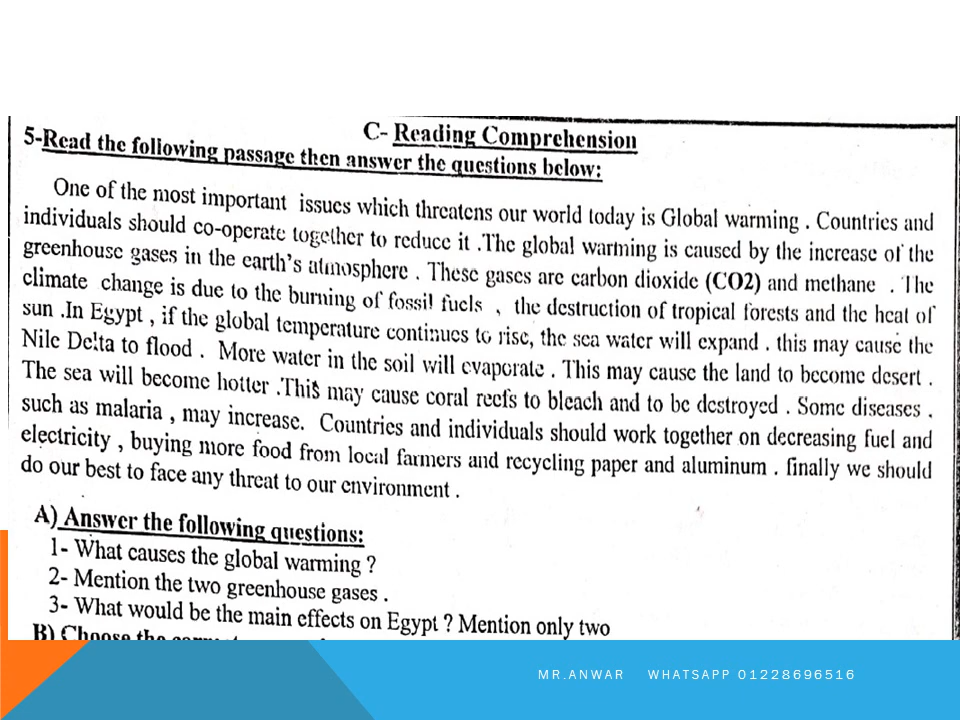 C- Reading Comprehension
5-Read the following passage then answer the questions below:
One of the most important issues which threatens our world today is Global warming . Countries and
individuals should co-operate together to reduce it .The global warming is caused by the increase of the
greenhouse gases in the earth's atmosphere . These gases are carbon dioxide (CO2) and methane . The
climate change is due to the burning of fossil fuels , the destruction of tropical forests and the heat of
sun .In Egypt , if the global temperature continues to rise, the sea water will expand . this may cause the
Nile Delta to flood . More water in the soil will evaporate . This may cause the land to become desert .
The sea will become hotter .This may cause coral reefs to bleach and to be destroyed . Some diseases ,
such as malaria , may increase. Countries and individuals should work together on decreasing fuel and
electricity , buying more food from local farmers and recycling paper and aluminum . finally we should
do our best to face any threat to our environment .
A) Answer the following questions:
1- What causes the global warming ?
2- Mention the two greenhouse gases .
3- What would be the main effects on Egypt ? Mention only two
B) Choose the
MR.ANWAR WHATSAPP 01228696516